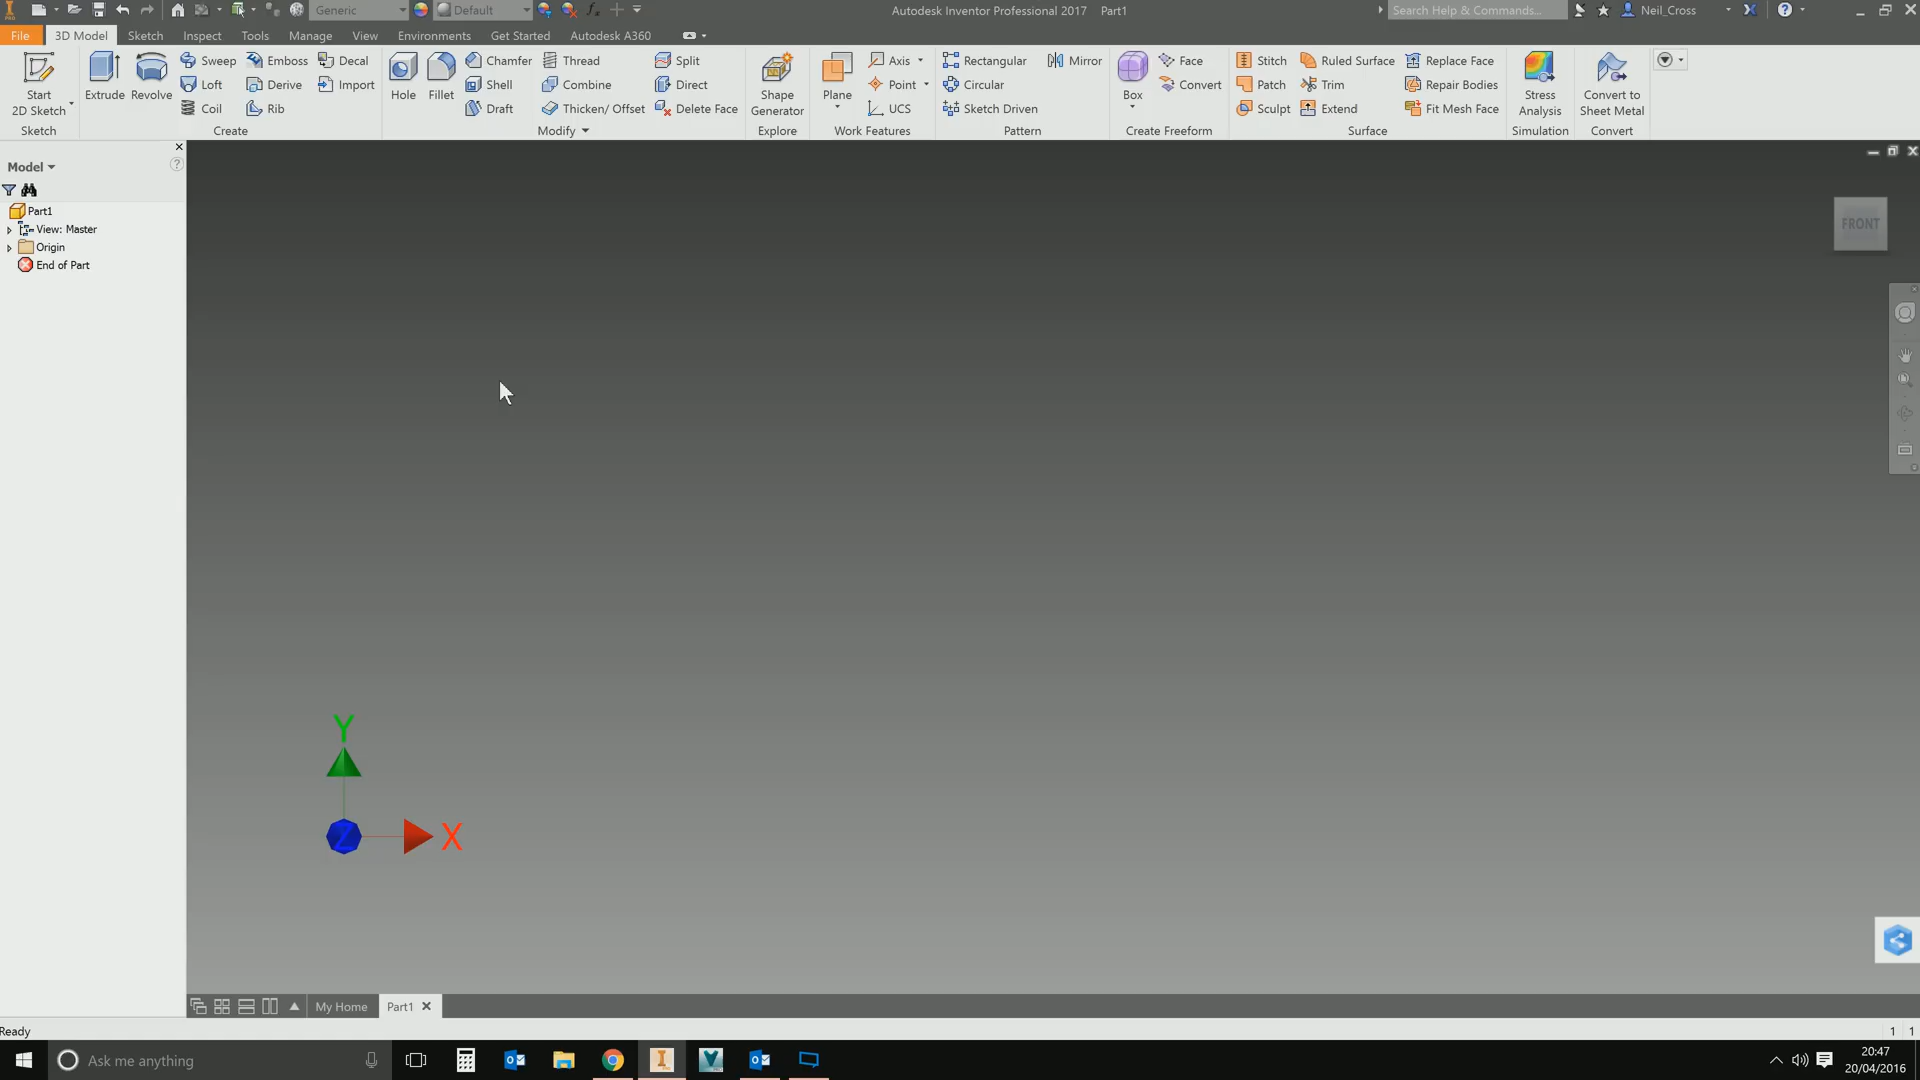 Generic
Default
Autodesk Inventor Professional 2017 Part1
Search Help & Commands...
Neil_Cross
File 3D Model Sketch Inspect Tools Manage View Environments Get Started Autodesk A360
Start
2D Sketch
Sketch
Extrude Revolve
Sweep Emboss Decal
Loft Derive Import
Coil Rib
Create
Hole Fillet
Chamfer Thread Split
Shell Combine Direct
Draft Thicken/ Offset Delete Face
Modify
Shape
Generator
Explore
Plane
Axis
Point
UCS
Work Features
Rectangular Mirror
Circular
Sketch Driven
Pattern
Box
Face
Convert
Create Freeform
Stitch Ruled Surface Replace Face
Patch Trim Repair Bodies
Sculpt Extend Fit Mesh Face
Surface
Stress
Analysis
Simulation
Convert to
Sheet Metal
Convert
Model
Part1
View: Master
Origin
End of Part
FRONT
Y
Z
X
My Home Part1
Ready
1 1
Ask me anything
20:47
20/04/2016